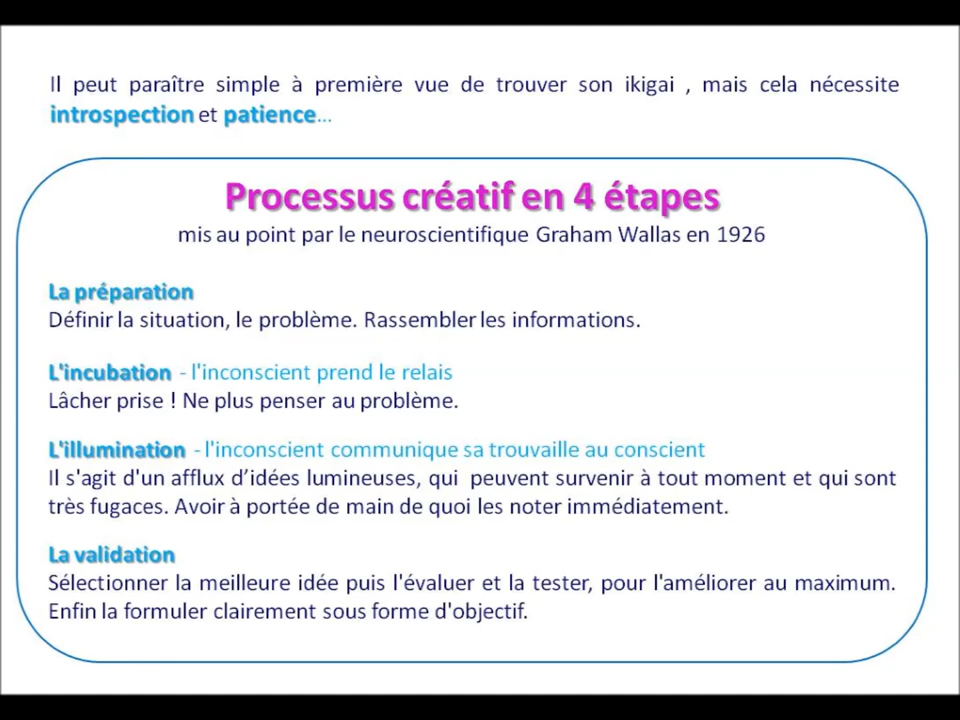 Il peut paraître simple à première vue de trouver son ikigai , mais cela nécessite
introspection et patience...
Processus créatif en 4 étapes
mis au point par le neuroscientifique Graham Wallas en 1926
La préparation
Définir la situation, le problème. Rassembler les informations.
L'incubation - l'inconscient prend le relais
Lâcher prise ! Ne plus penser au problème.
L'illumination - l'inconscient communique sa trouvaille au conscient
Il s'agit d'un afflux d’idées lumineuses, qui peuvent survenir à tout moment et qui sont
très fugaces. Avoir à portée de main de quoi les noter immédiatement.
La validation
Sélectionner la meilleure idée puis l'évaluer et la tester, pour l'améliorer au maximum.
Enfin la formuler clairement sous forme d'objectif.